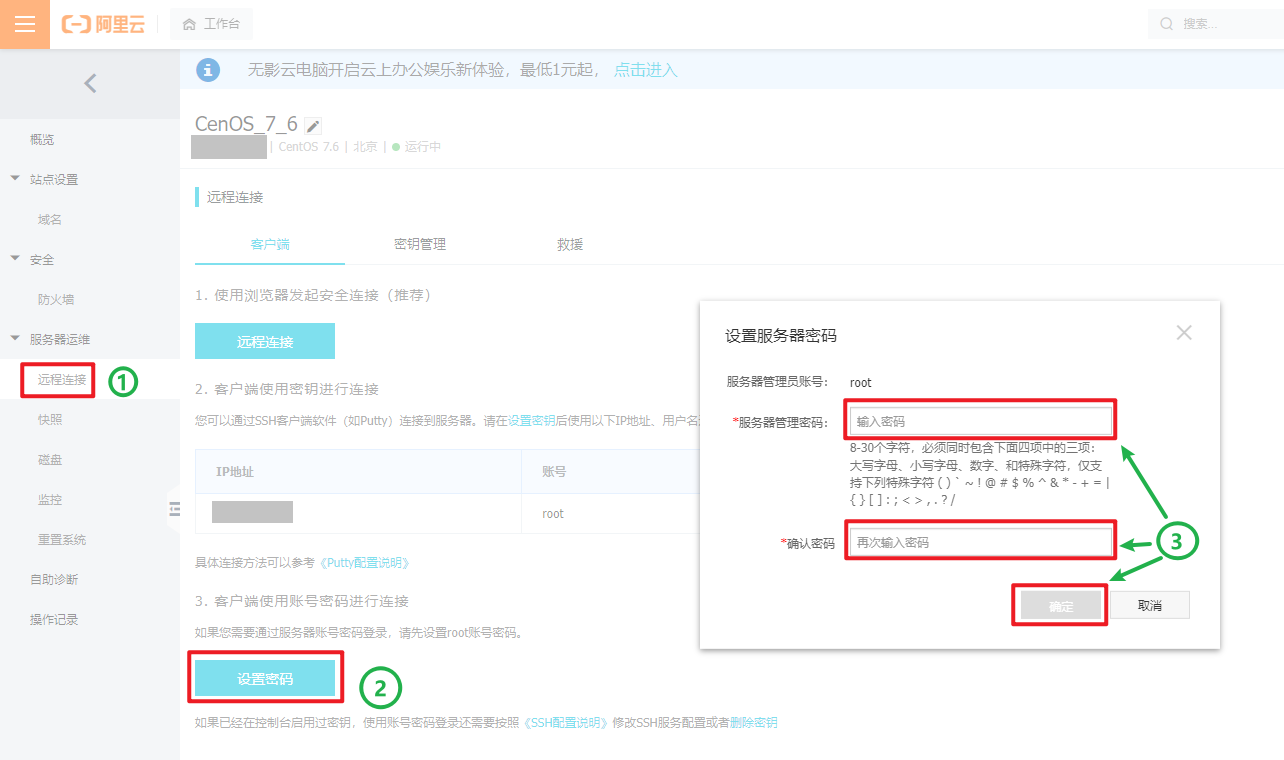 阿里云
工作台
搜索...
无影云电脑开启云上办公娱乐新体验，最低1元起， 点击进入
CenOS_7_6
| CentOS 7.6 | 北京 | 运行中
概览
站点设置
域名
安全
防火墙
服务器运维
远程连接
①
快照
磁盘
监控
重置系统
自助诊断
操作记录
远程连接
客户端 密钥管理 救援
1. 使用浏览器发起安全连接（推荐）
远程连接
2. 客户端使用密钥进行连接
您可以通过SSH客户端软件（如Putty）连接到服务器。请在设置密钥后使用以下IP地址、用户名
IP地址 账号
root
具体连接方法可以参考《Putty配置说明》
3. 客户端使用账号密码进行连接
如果您需要通过服务器账号密码登录，请先设置root账号密码。
设置密码
②
如果已经在控制台启用过密钥，使用账号密码登录还需要按照《SSH配置说明》修改SSH服务配置或者删除密钥
设置服务器密码
服务器管理员账号： root
*服务器管理密码： 输入密码
8-30个字符，必须同时包含下面四项中的三项：
大写字母、小写字母、数字、和特殊字符，仅支
持下列特殊字符 ( ) ` ~ ! @ # $ % ^ & * - + = |
{ } [ ] : ; < > , . ? /
*确认密码 再次输入密码
③
确定 取消